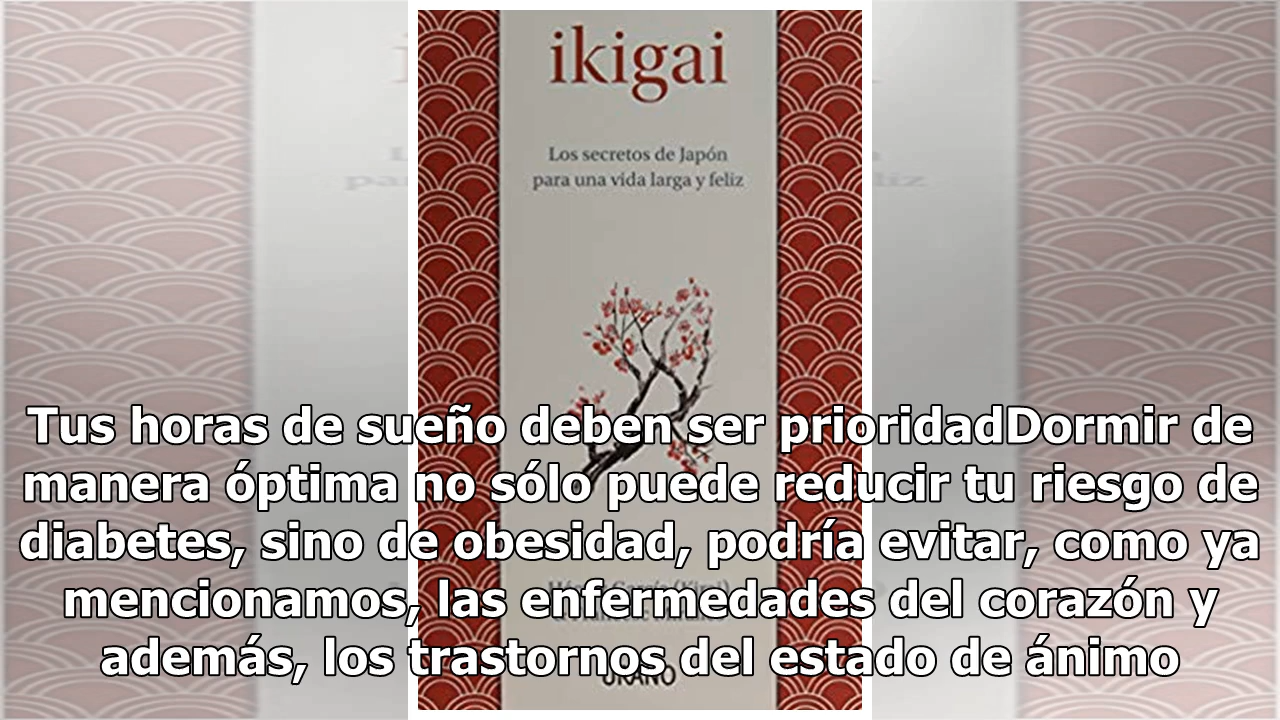 ikigai
Los secretos de Japón
para una vida larga y feliz
Tus horas de sueño deben ser prioridadDormir de
manera óptima no sólo puede reducir tu riesgo de
diabetes, sino de obesidad, podría evitar, como ya
mencionamos, las enfermedades del corazón y
además, los trastornos del estado de ánimo
URANO